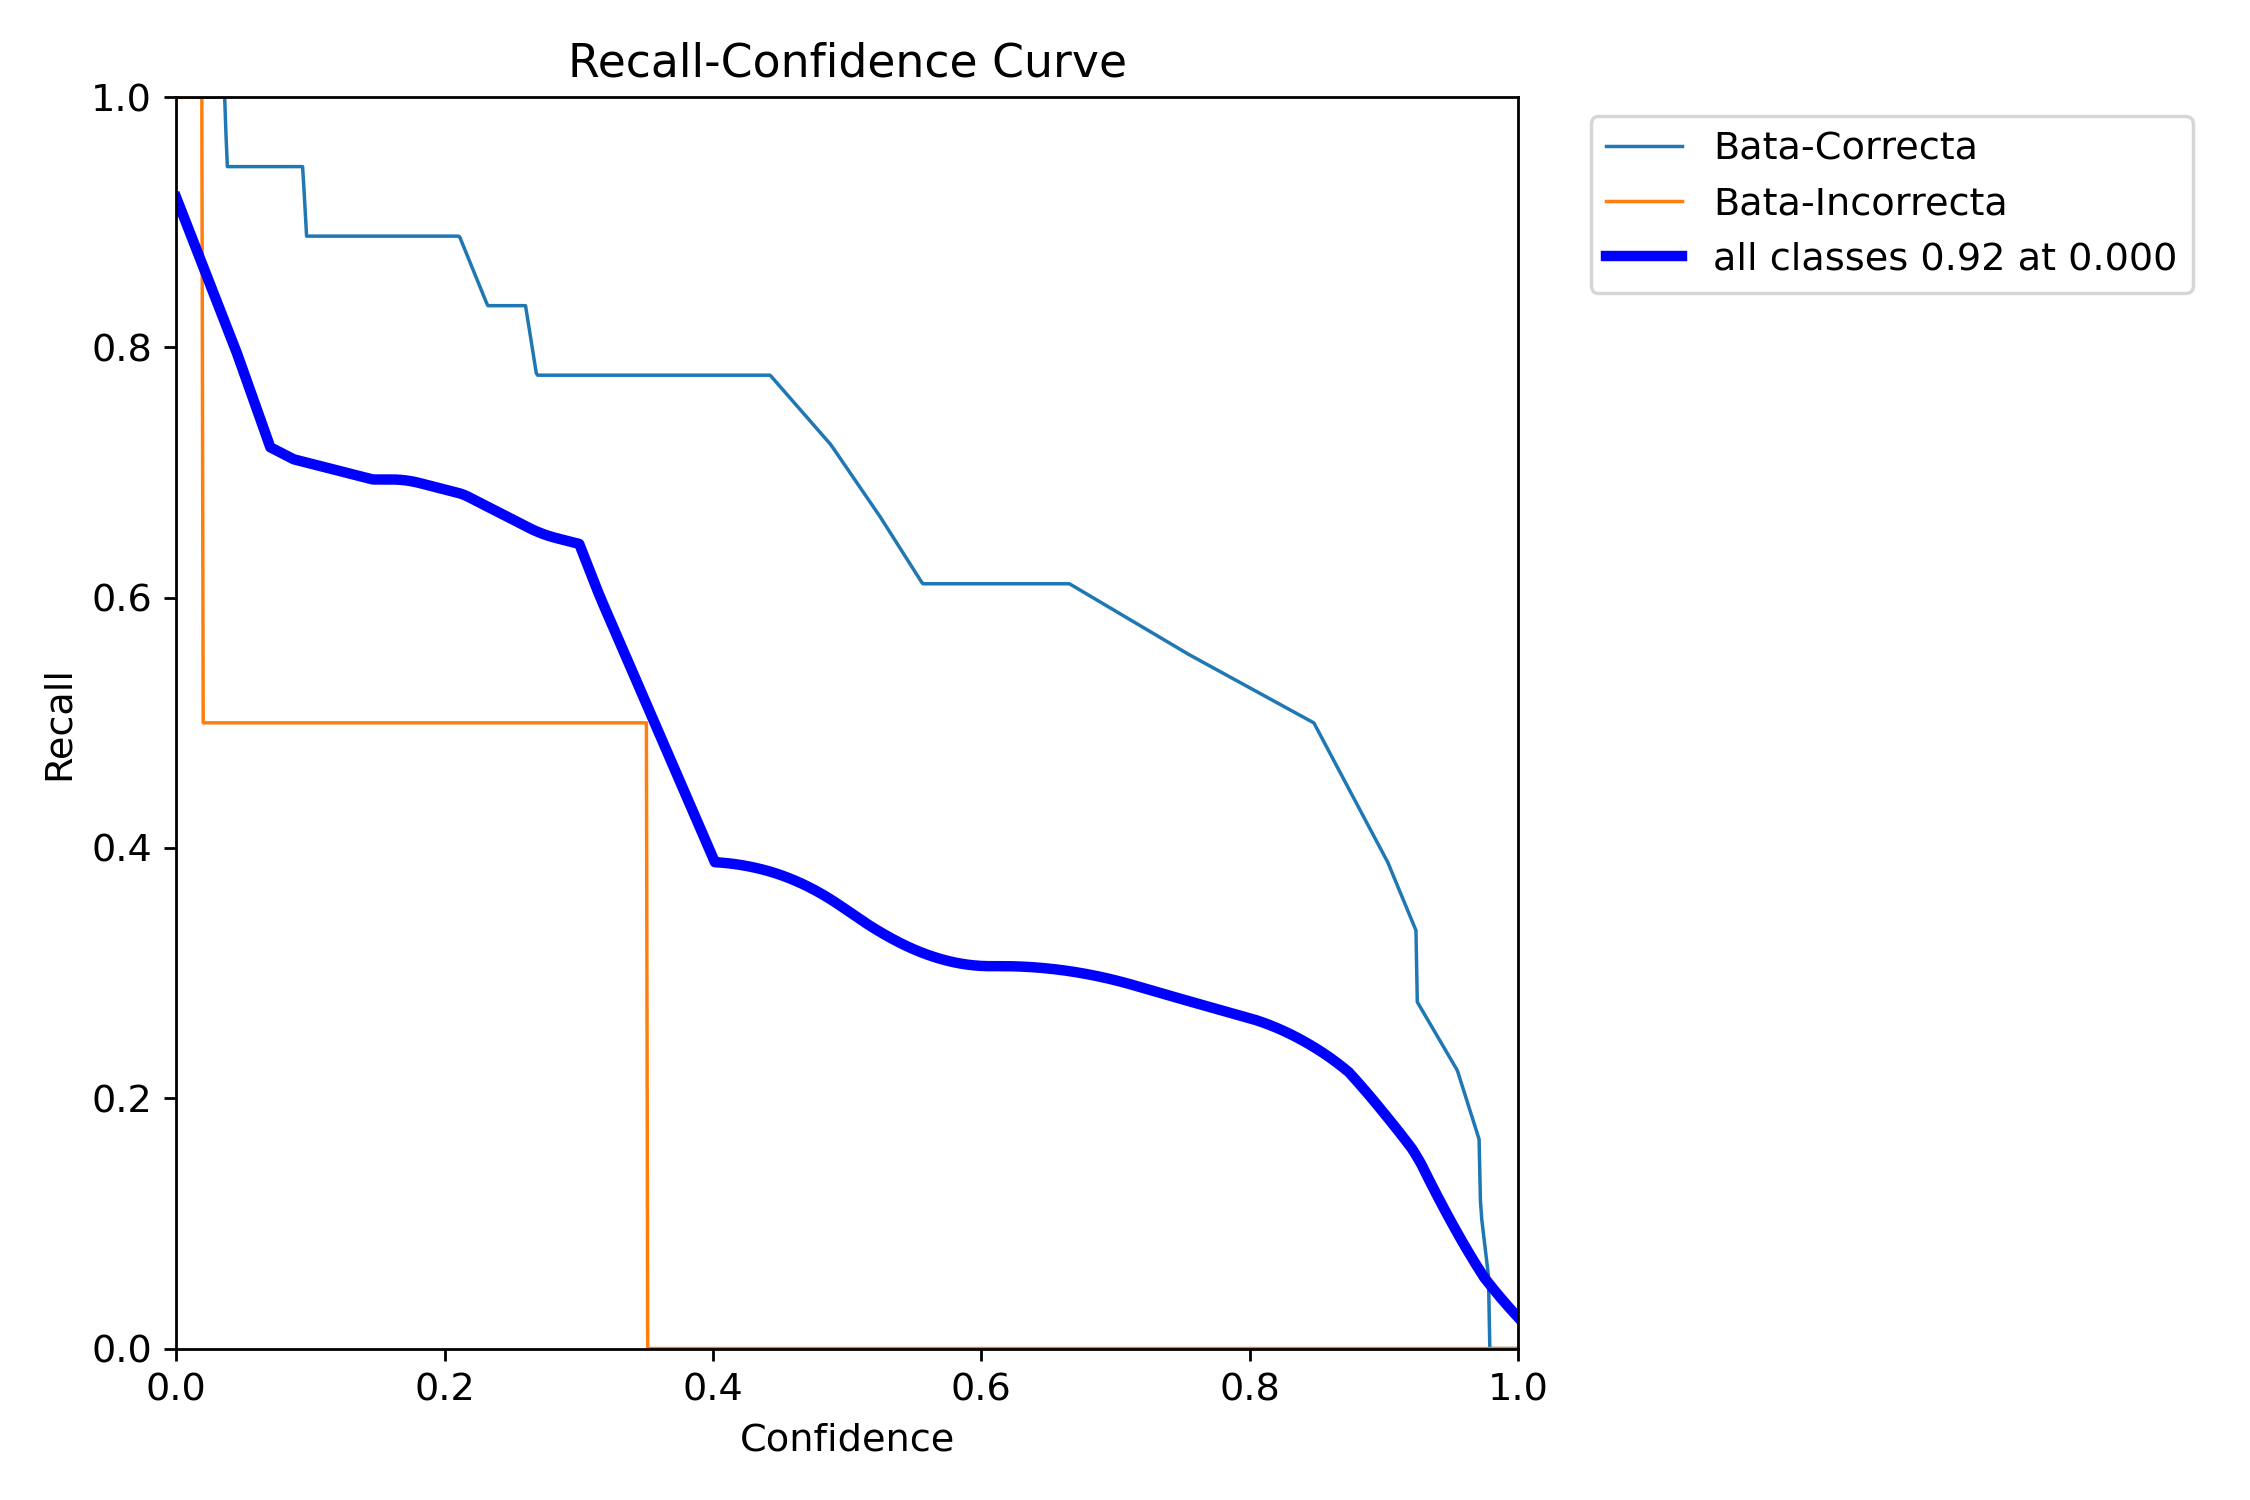 Recall-Confidence Curve
1.0
0.8
0.6
0.4
0.2
0.0
Recall
0.0 0.2 0.4 0.6 0.8 1.0
Confidence
Bata-Correcta
Bata-Incorrecta
all classes 0.92 at 0.000